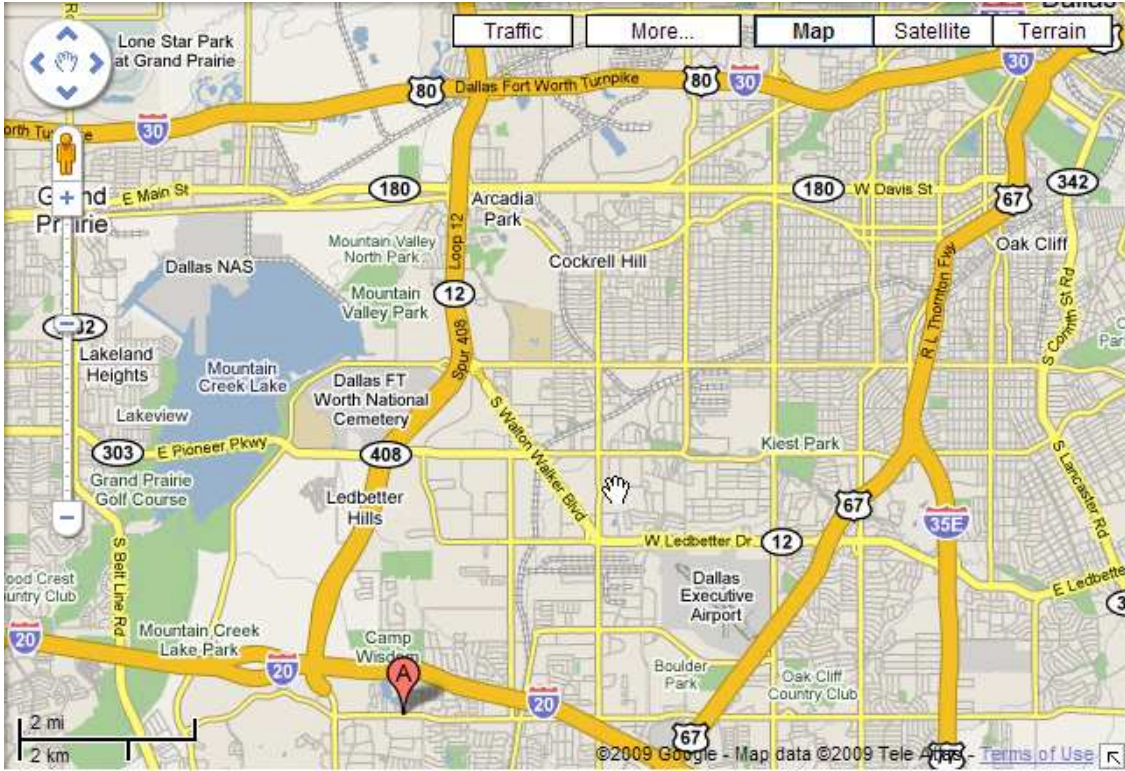 Dallas
Traffic
More...
Map
Satellite
Terrain
Lone Star Park
at Grand Prairie
80
Dallas Fort Worth Turnpike
80
30
30
30
E Main St
180
180
W Davis St
342
67
Arcadia
Park
Prairie
Oak Cliff
Mountain Valley
North Park
Loop 12
Cockrell Hill
Dallas NAS
Mountain
Valley Park
12
R L Thornton Fwy
S Corinth St Rd
Lakeland
Heights
Mountain
Creek Lake
Spur 408
Dallas FT
Worth National
Cemetery
Lakeview
S Walton Walker Blvd
303
E Pioneer Pkwy
408
Kiest Park
S Lancaster Rd
Grand Prairie
Golf Course
Ledbetter
Hills
67
35E
S Belt Line Rd
W Ledbetter Dr
12
Dallas
Executive
Airport
Country Club
E Ledbette
20
Mountain Creek
Lake Park
20
Camp
Wisdom
A
Boulder
Park
Oak Cliff
Country Club
20
67
2 mi
2 km
©2009 Google - Map data ©2009 Tele Atlas - Terms of Use